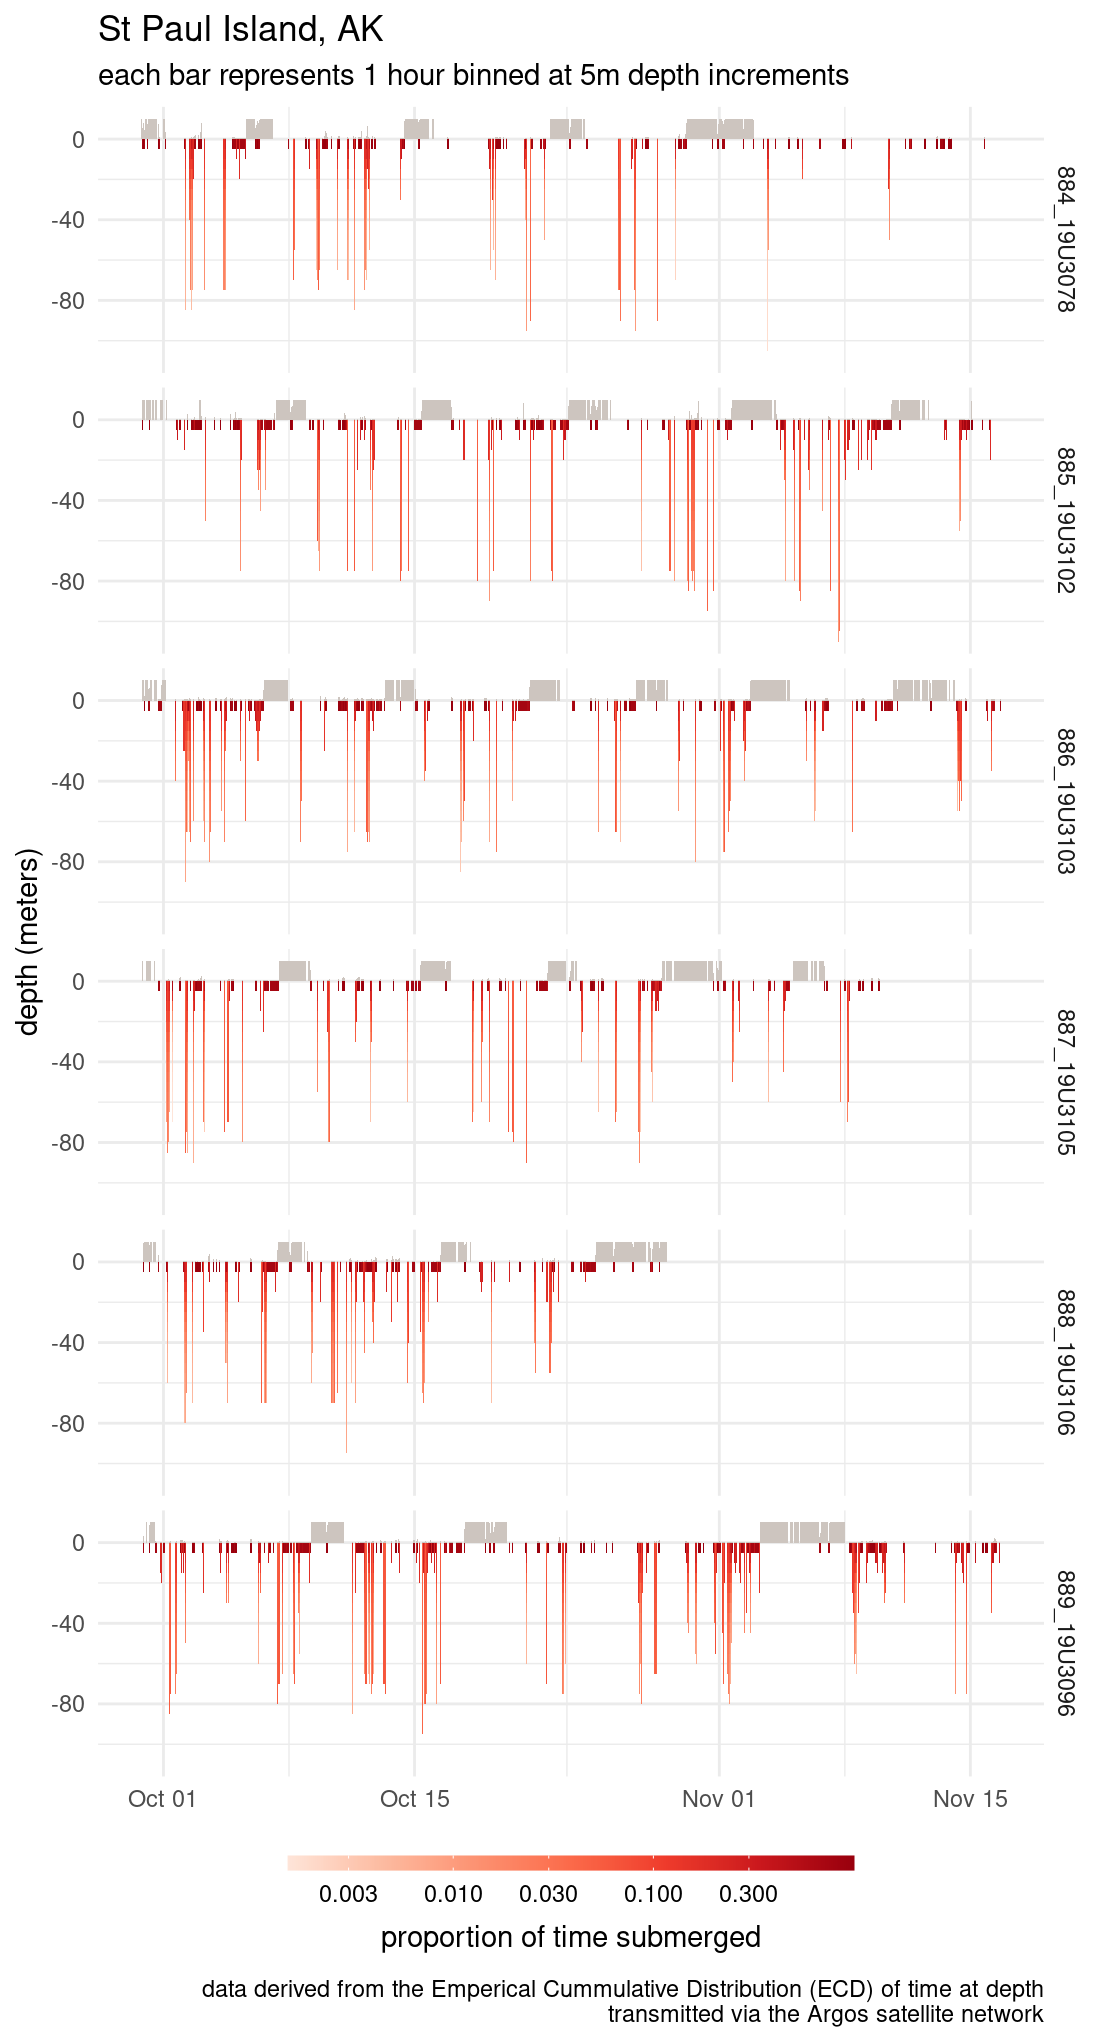 St Paul Island, AK
each bar represents 1 hour binned at 5m depth increments
depth (meters)
0
-40
-80
884_19U3078
0
-40
-80
885_19U3102
0
-40
-80
886_19U3103
0
-40
-80
887_19U3105
0
-40
-80
888_19U3106
0
-40
-80
889_19U3096
Oct 01 Oct 15 Nov 01 Nov 15
0.003 0.010 0.030 0.100 0.300
proportion of time submerged
data derived from the Emperical Cummulative Distribution (ECD) of time at depth
transmitted via the Argos satellite network